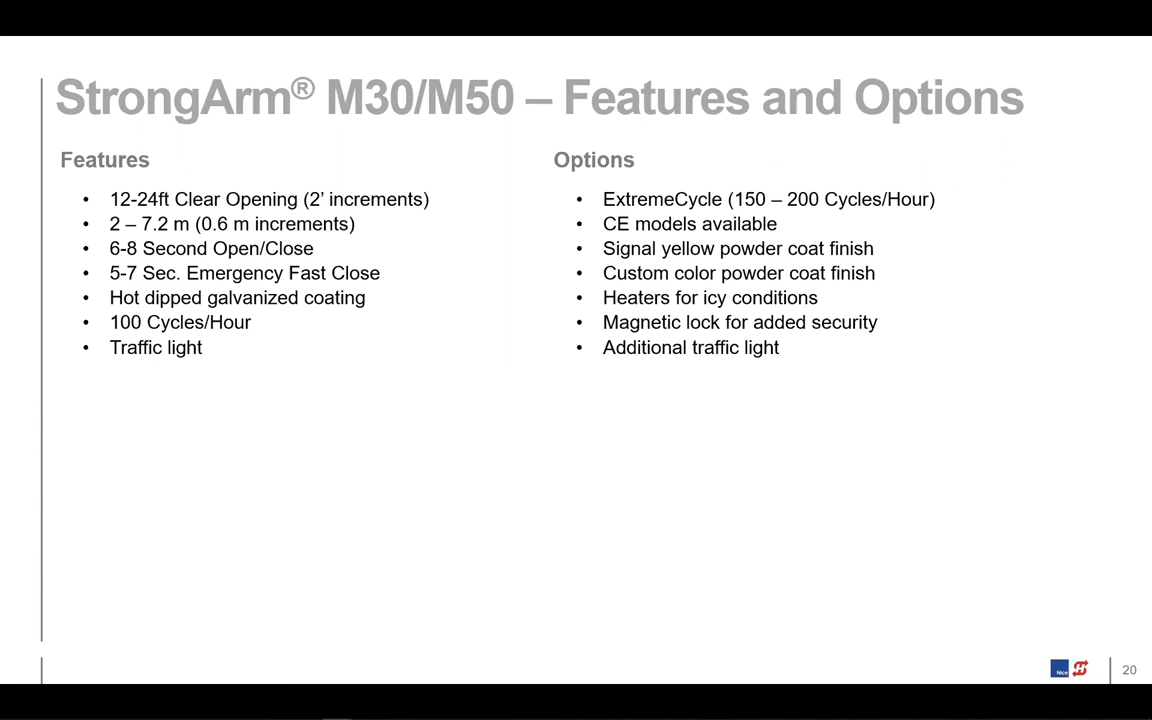 StrongArm® M30/M50 – Features and Options
Features
• 12-24ft Clear Opening (2’ increments)
• 2 – 7.2 m (0.6 m increments)
• 6-8 Second Open/Close
• 5-7 Sec. Emergency Fast Close
• Hot dipped galvanized coating
• 100 Cycles/Hour
• Traffic light
Options
• ExtremeCycle (150 – 200 Cycles/Hour)
• CE models available
• Signal yellow powder coat finish
• Custom color powder coat finish
• Heaters for icy conditions
• Magnetic lock for added security
• Additional traffic light
Nice
H
20